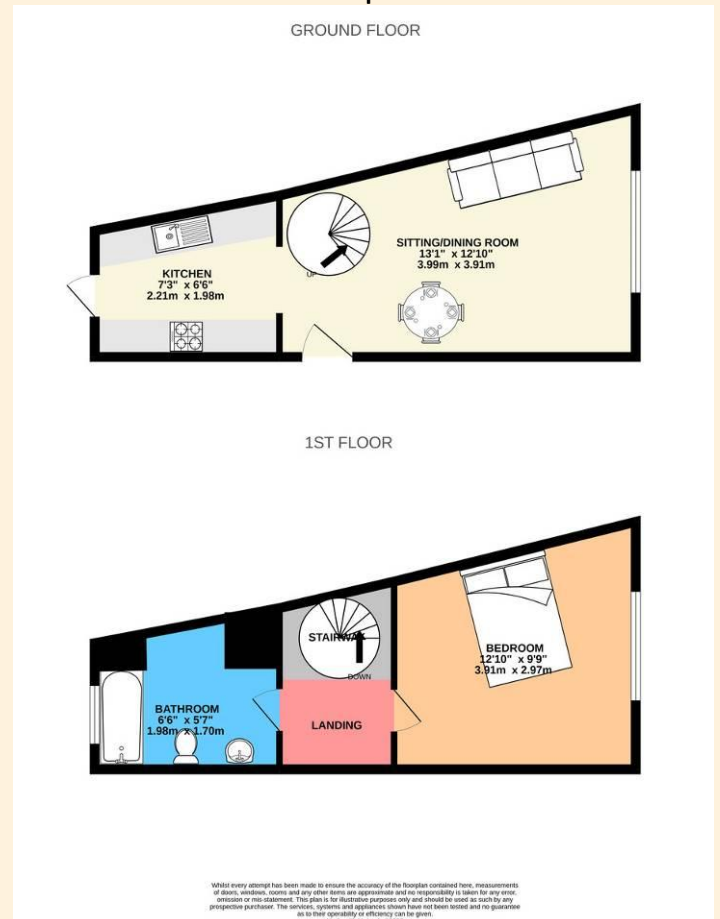 GROUND FLOOR
SITTING/DINING ROOM
13'1" x 12'10"
3.99m x 3.91m
KITCHEN
7'3" x 6'6"
2.21m x 1.98m
UP
1ST FLOOR
STAIRWAY
DOWN
BEDROOM
12'10" x 9'9"
3.91m x 2.97m
BATHROOM
6'6" x 5'7"
1.98m x 1.70m
LANDING
Whilst every attempt has been made to ensure the accuracy of the floorplan contained here, measurements
of doors, windows, rooms and any other items are approximate and no responsibility is taken for any error,
omission or mis-statement. This plan is for illustrative purposes only and should be used as such by any
prospective purchaser. The services, systems and appliances shown have not been tested and no guarantee
as to their operability or efficiency can be given.